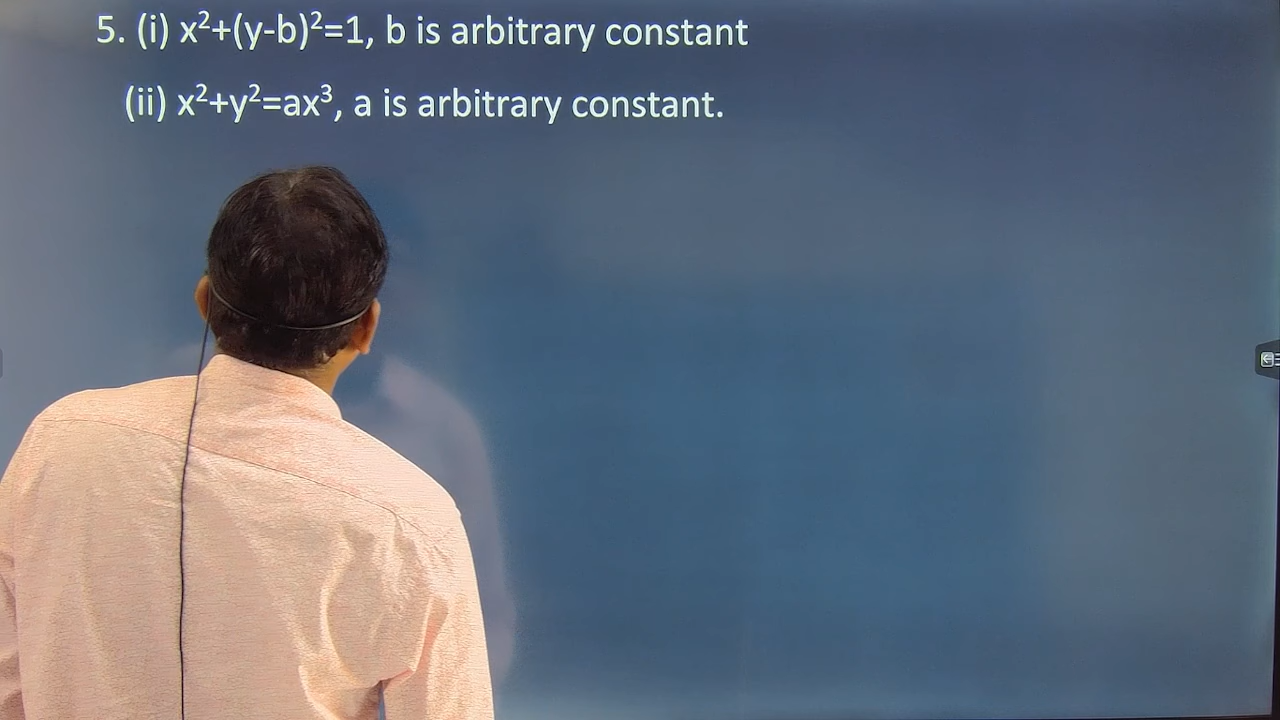 5. (i) x²+(y-b)²=1, b is arbitrary constant
(ii) x²+y²=ax³, a is arbitrary constant.